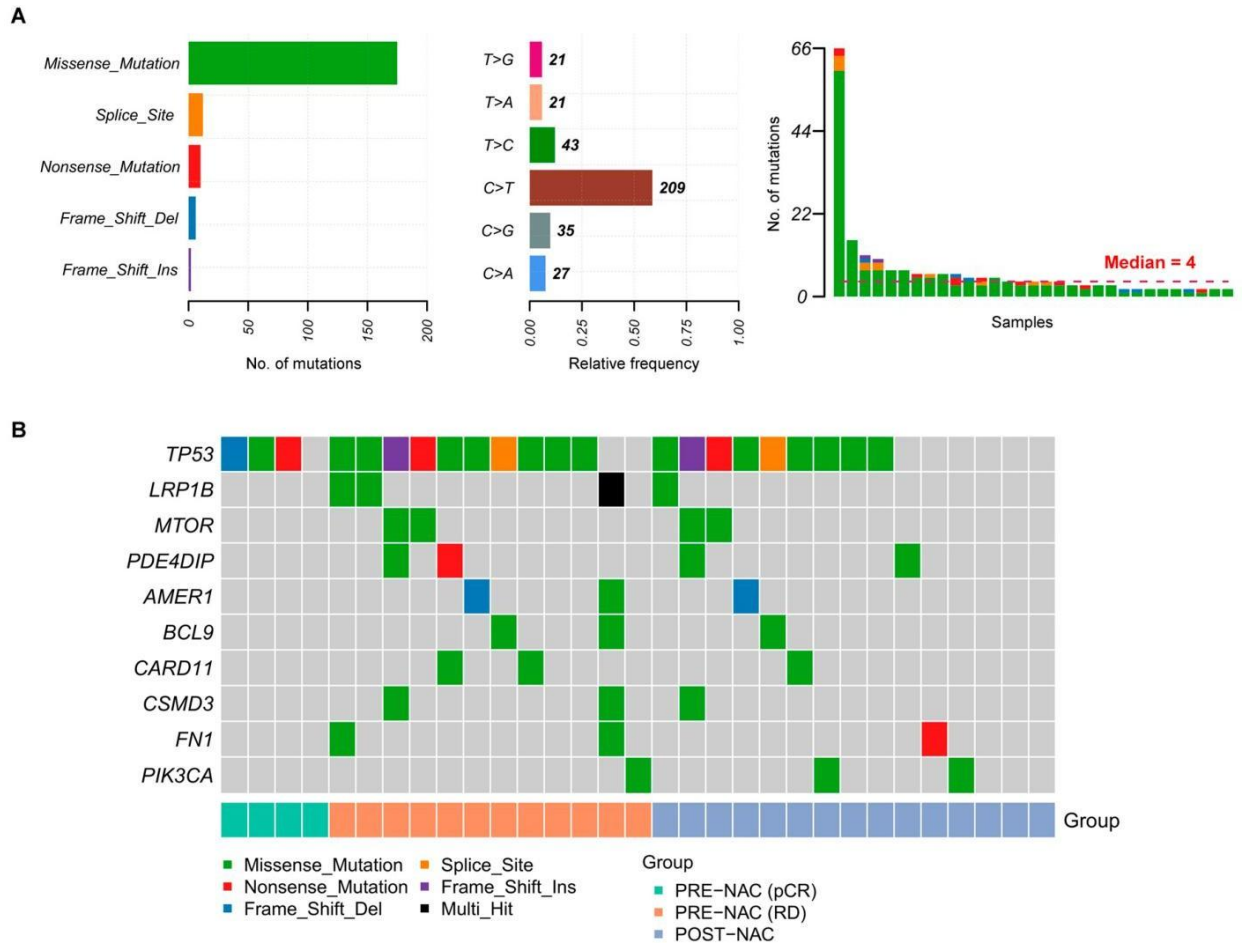 A
Missense_Mutation
Splice_Site
Nonsense_Mutation
Frame_Shift_Del
Frame_Shift_Ins
0
50
100
150
200
No. of mutations
T>G
21
T>A
21
T>C
43
C>T
209
C>G
35
C>A
27
0.00
0.25
0.50
0.75
1.00
Relative frequency
No. of mutations
66
44
22
0
Median = 4
Samples
B
TP53
LRP1B
MTOR
PDE4DIP
AMER1
BCL9
CARD11
CSMD3
FN1
PIK3CA
Group
Missense_Mutation
Nonsense_Mutation
Frame_Shift_Del
Splice_Site
Frame_Shift_Ins
Multi_Hit
Group
PRE−NAC (pCR)
PRE−NAC (RD)
POST−NAC